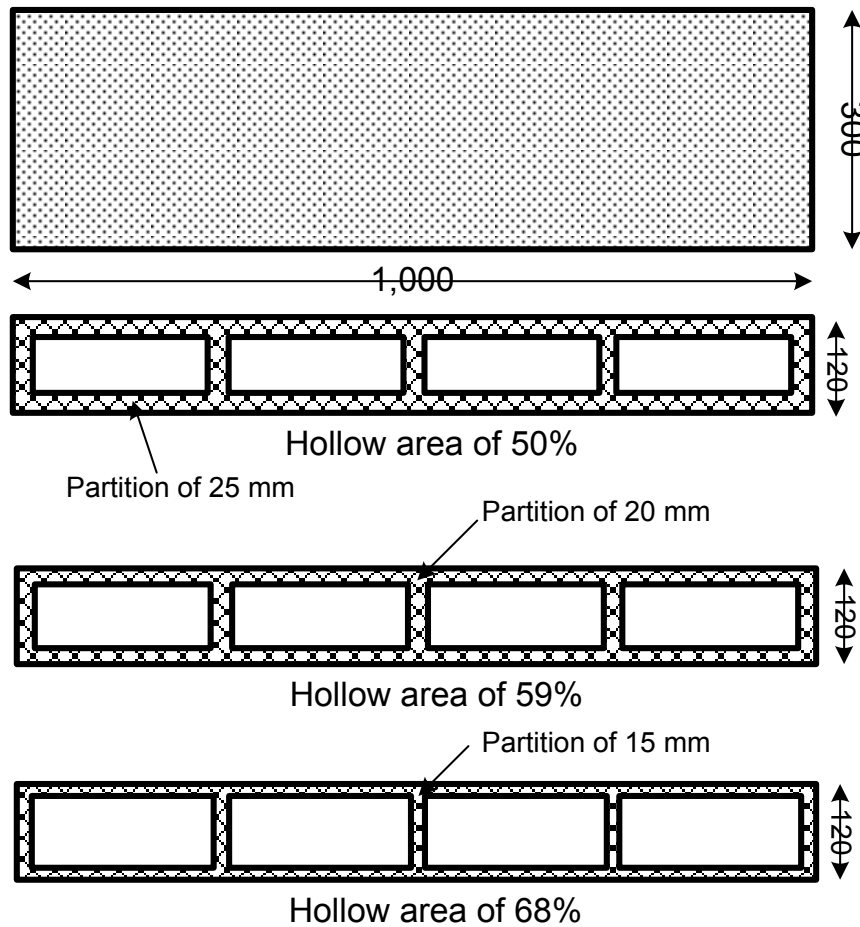 300
1,000
120
Hollow area of 50%
Partition of 25 mm
Partition of 20 mm
120
Hollow area of 59%
Partition of 15 mm
120
Hollow area of 68%